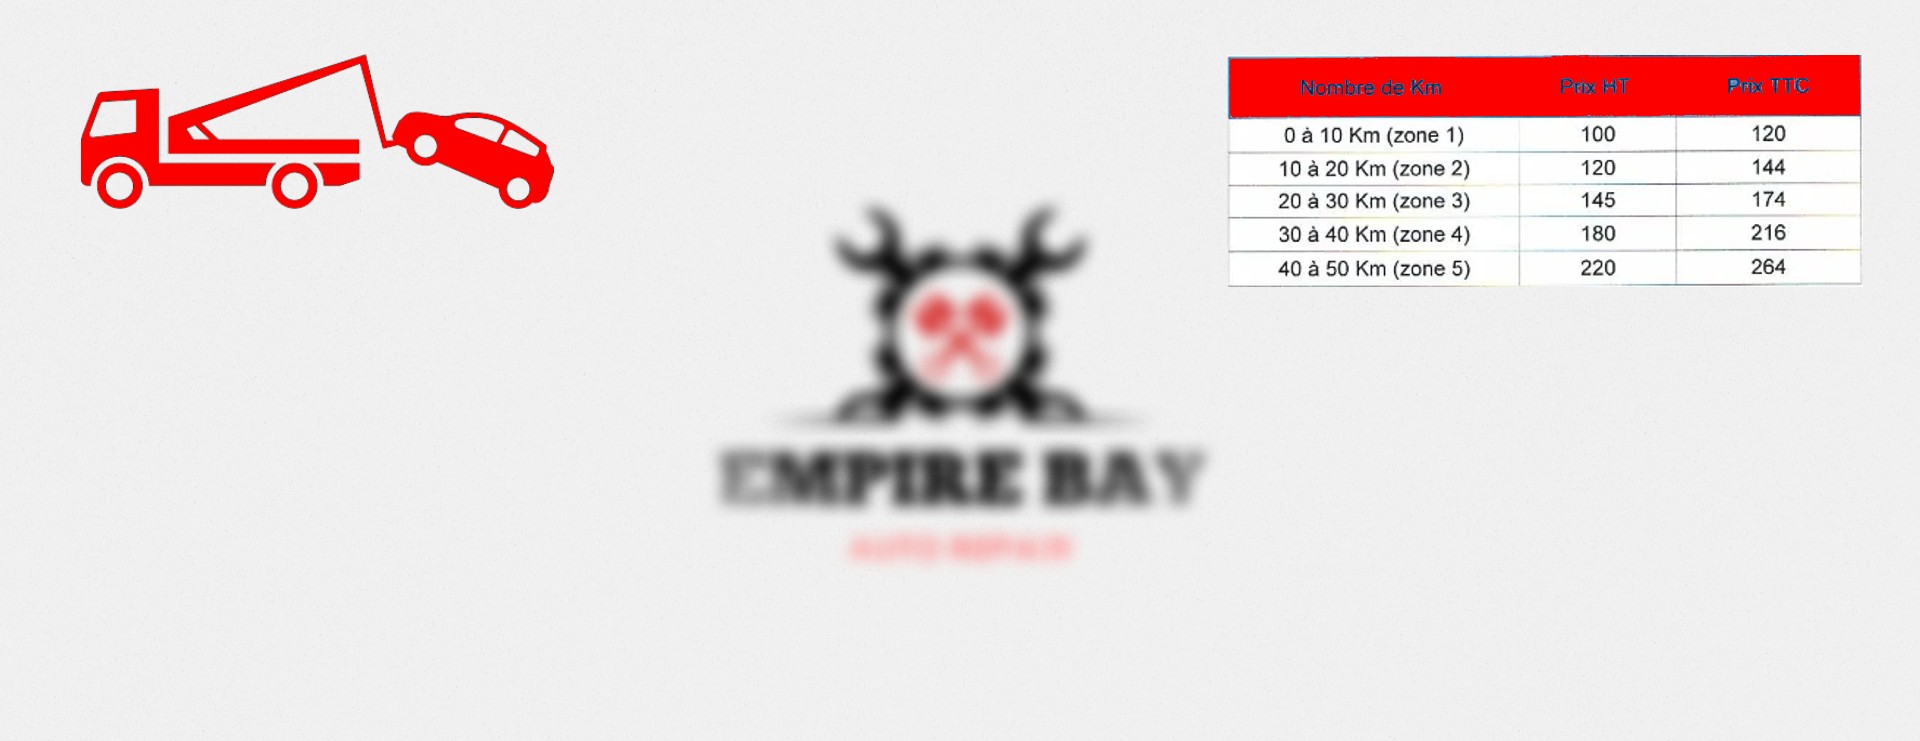 Nombre de Km Prix HT Prix TTC
0 à 10 Km (zone 1) 100 120
10 à 20 Km (zone 2) 120 144
20 à 30 Km (zone 3) 145 174
30 à 40 Km (zone 4) 180 216
40 à 50 Km (zone 5) 220 264
EMPIRE BAY
AUTO REPAIR